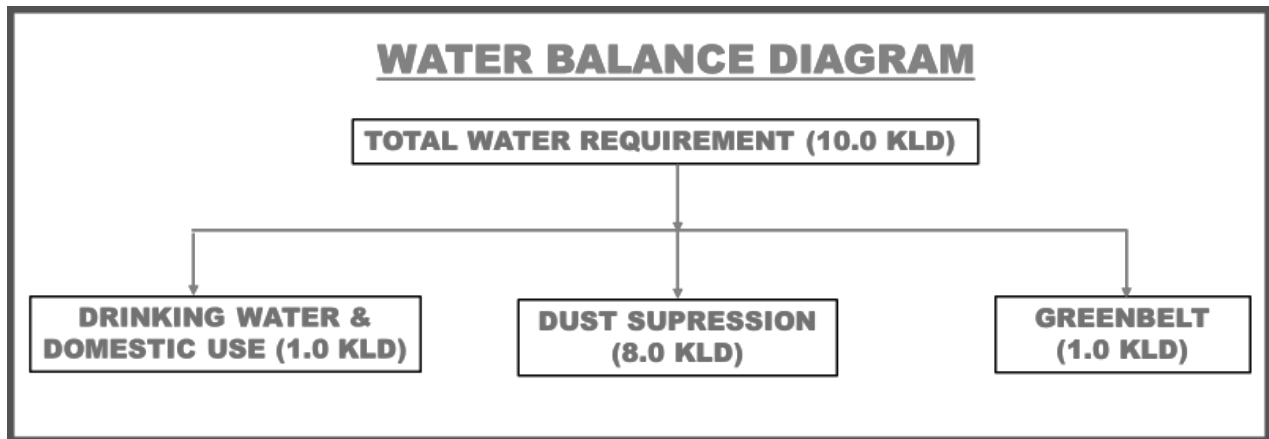 WATER BALANCE DIAGRAM
TOTAL WATER REQUIREMENT (10.0 KLD)
DRINKING WATER &
DOMESTIC USE (1.0 KLD)
DUST SUPRESSION
(8.0 KLD)
GREENBELT
(1.0 KLD)